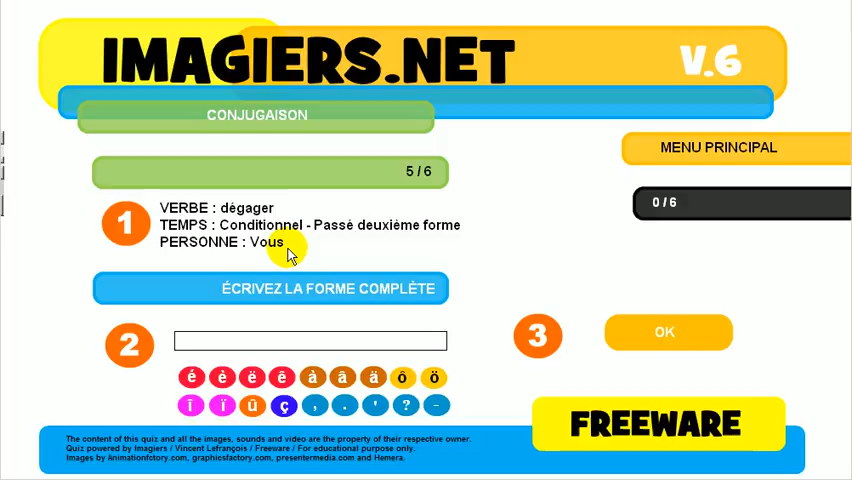 IMAGIERS.NET
V.6
CONJUGAISON
MENU PRINCIPAL
5 / 6
0 / 6
1
VERBE : dégager
TEMPS : Conditionnel - Passé deuxième forme
PERSONNE : Vous
ÉCRIVEZ LA FORME COMPLÈTE
2
3
OK
é è ë ê à â ä ô ö
î ï û ç , . ' ? -
FREEWARE
The content of this quiz and all the images, sounds and video are the property of their respective owner.
Quiz powered by Imagiers / Vincent Lefrançois / Freeware / For educational purpose only.
Images by Animationfctory.com, graphicsfactory.com, presentermedia.com and Hemera.